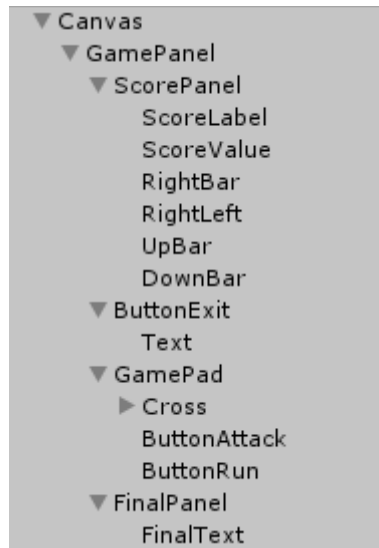 Canvas
GamePanel
ScorePanel
ScoreLabel
ScoreValue
RightBar
RightLeft
UpBar
DownBar
ButtonExit
Text
GamePad
Cross
ButtonAttack
ButtonRun
FinalPanel
FinalText